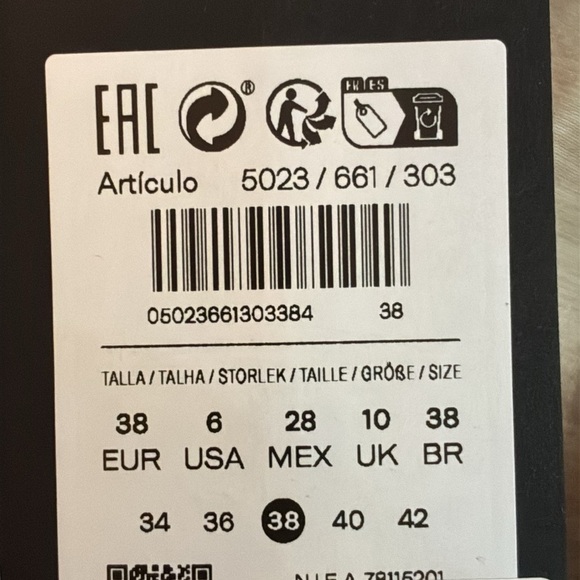 EAC ® FR ES
Artículo 5023 / 661 / 303
05023661303384 38
TALLA / TALHA / STORLEK / TAILLE / GRÖßE / SIZE
38 6 28 10 38
EUR USA MEX UK BR
34 36 38 40 42
N.I.F. A 78115201